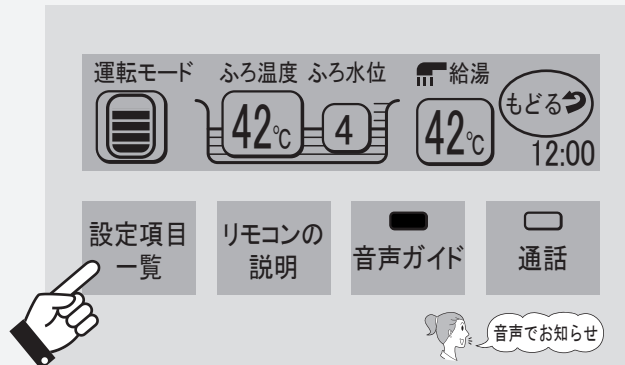 運転モード
ふろ温度 ふろ水位
給湯
もどる
42℃
4
42℃
12:00
設定項目
一覧
リモコンの
説明
音声ガイド
通話
音声でお知らせ